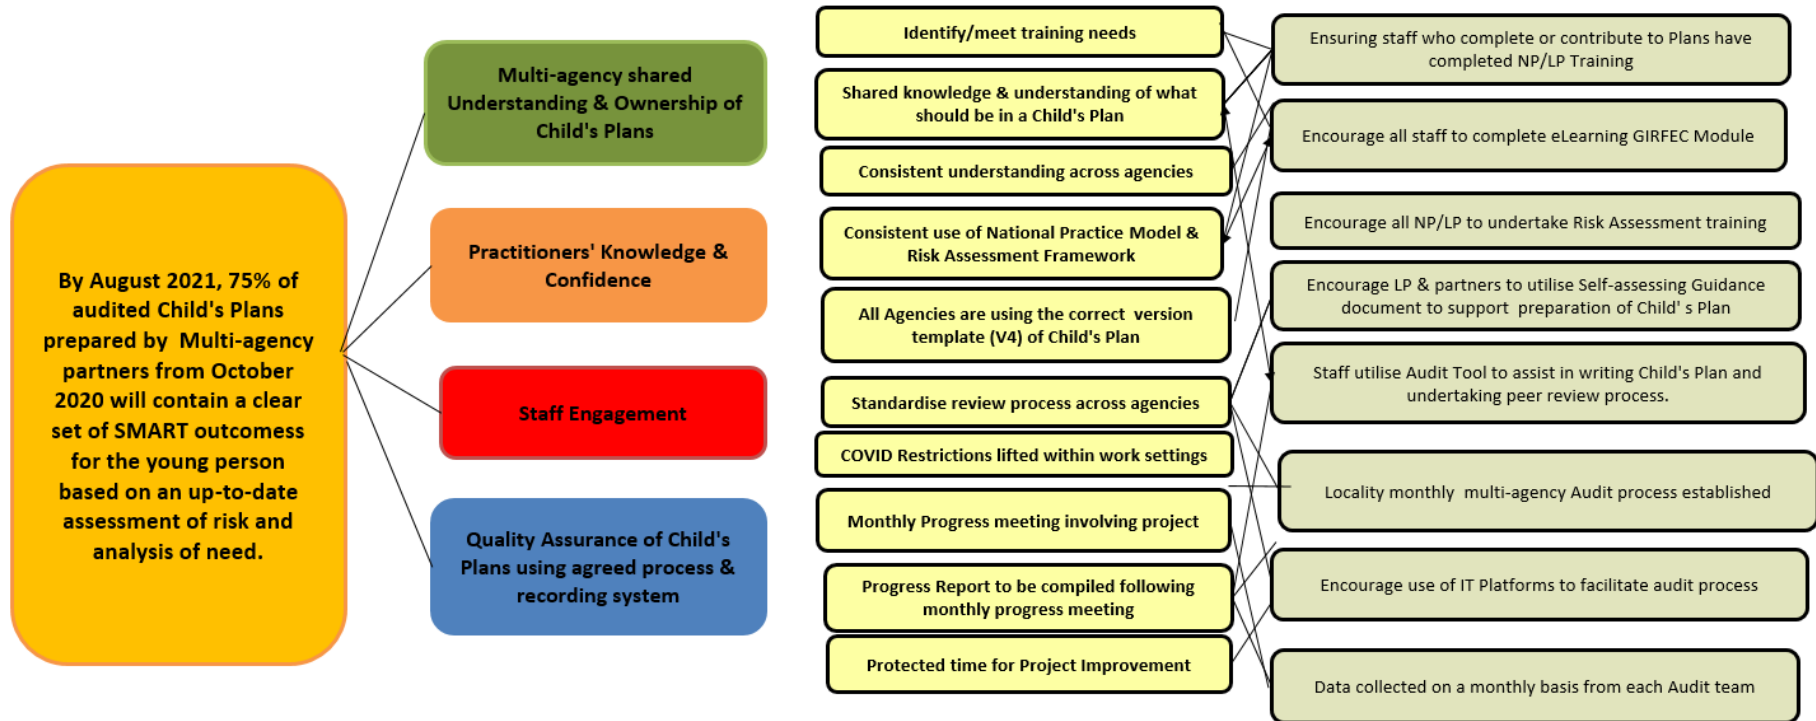 By August 2021, 75% of
audited Child's Plans
prepared by Multi-agency
partners from October
2020 will contain a clear
set of SMART outcomess
for the young person
based on an up-to-date
assessment of risk and
analysis of need.
Multi-agency shared
Understanding & Ownership of
Child's Plans
Practitioners' Knowledge &
Confidence
Staff Engagement
Quality Assurance of Child's
Plans using agreed process &
recording system
Identify/meet training needs
Shared knowledge & understanding of what
should be in a Child's Plan
Consistent understanding across agencies
Consistent use of National Practice Model &
Risk Assessment Framework
All Agencies are using the correct version
template (V4) of Child's Plan
Standardise review process across agencies
COVID Restrictions lifted within work settings
Monthly Progress meeting involving project
Progress Report to be compiled following
monthly progress meeting
Protected time for Project Improvement
Ensuring staff who complete or contribute to Plans have
completed NP/LP Training
Encourage all staff to complete eLearning GIRFEC Module
Encourage all NP/LP to undertake Risk Assessment training
Encourage LP & partners to utilise Self-assessing Guidance
document to support preparation of Child' s Plan
Staff utilise Audit Tool to assist in writing Child's Plan and
undertaking peer review process.
Locality monthly multi-agency Audit process established
Encourage use of IT Platforms to facilitate audit process
Data collected on a monthly basis from each Audit team